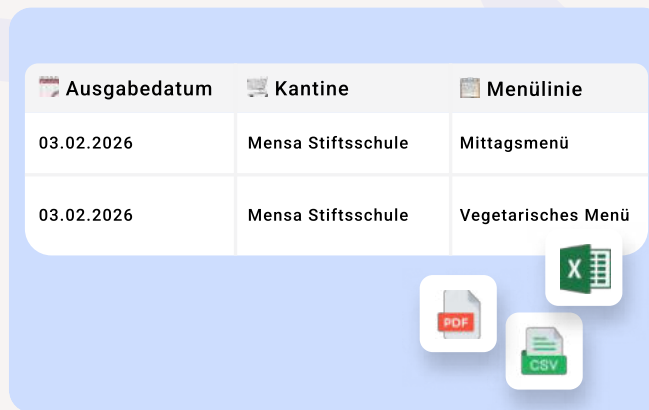 Ausgabedatum Kantine Menülinie
03.02.2026 Mensa Stiftsschule Mittagsmenü
03.02.2026 Mensa Stiftsschule Vegetarisches Menü
X
PDF
CSV